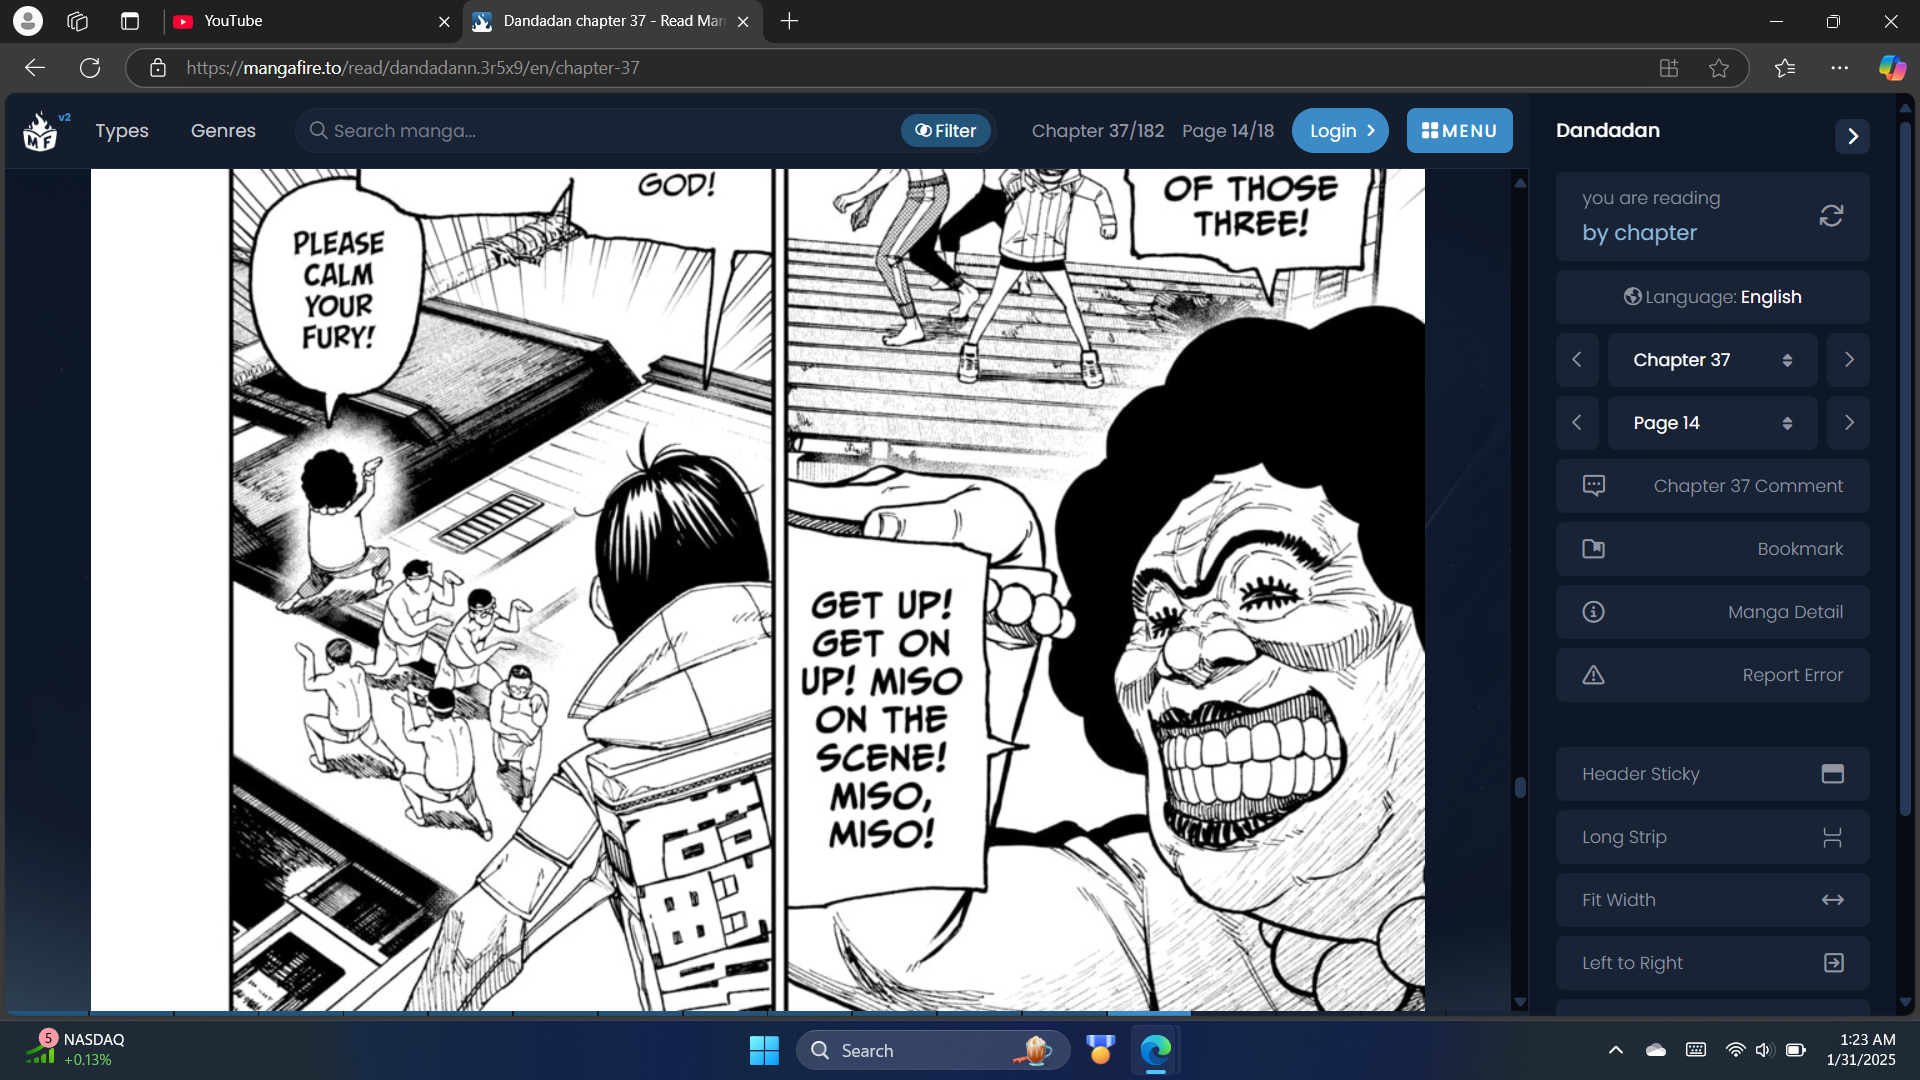 YouTube
Dandadan chapter 37 - Read Man
https://mangafire.to/read/dandadann.3r5x9/en/chapter-37
MF
v2
Types
Genres
Search manga...
Filter
Chapter 37/182
Page 14/18
Login
MENU
Dandadan
you are reading
by chapter
Language: English
Chapter 37
Page 14
Chapter 37 Comment
Bookmark
Manga Detail
Report Error
Header Sticky
Long Strip
Fit Width
Left to Right
GOD!
PLEASE
CALM
YOUR
FURY!
OF THOSE
THREE!
GET UP!
GET ON
UP! MISO
ON THE
SCENE!
MISO,
MISO!
5
NASDAQ
+0.13%
Search
1:23 AM
1/31/2025